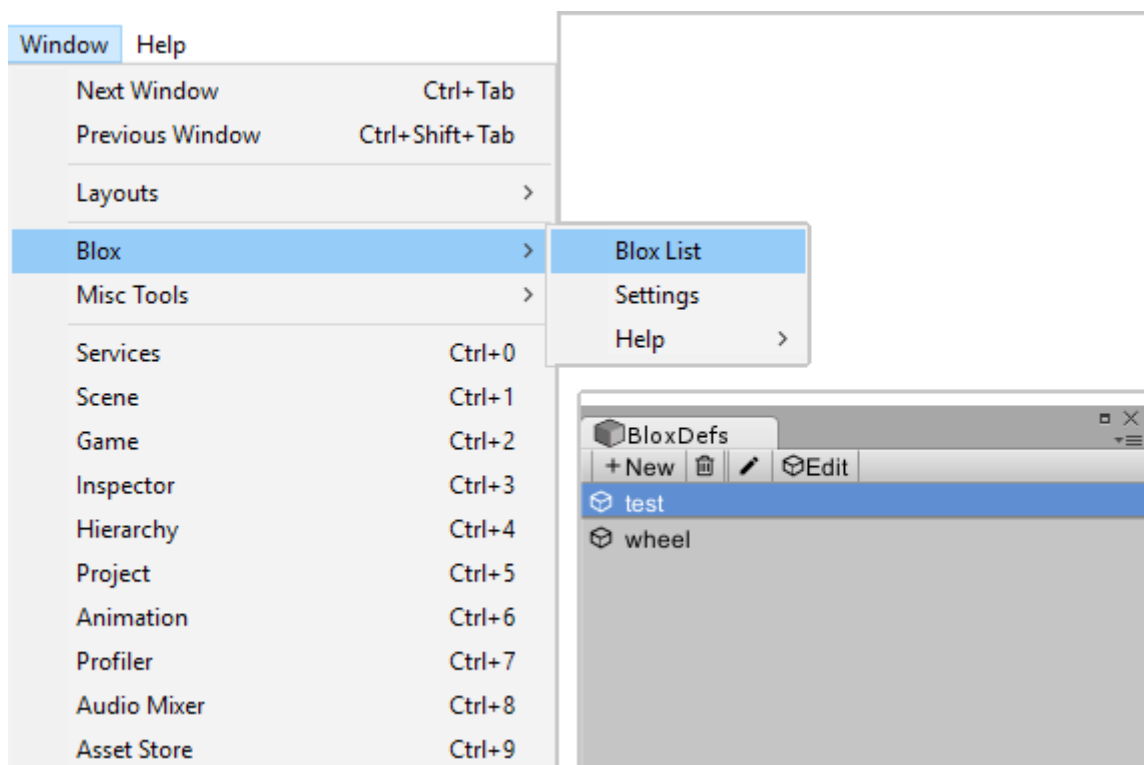 Window Help
Next Window Ctrl+Tab
Previous Window Ctrl+Shift+Tab
Layouts
Blox
Misc Tools
Services Ctrl+0
Scene Ctrl+1
Game Ctrl+2
Inspector Ctrl+3
Hierarchy Ctrl+4
Project Ctrl+5
Animation Ctrl+6
Profiler Ctrl+7
Audio Mixer Ctrl+8
Asset Store Ctrl+9
Blox List
Settings
Help
BloxDefs
+New Edit
test
wheel